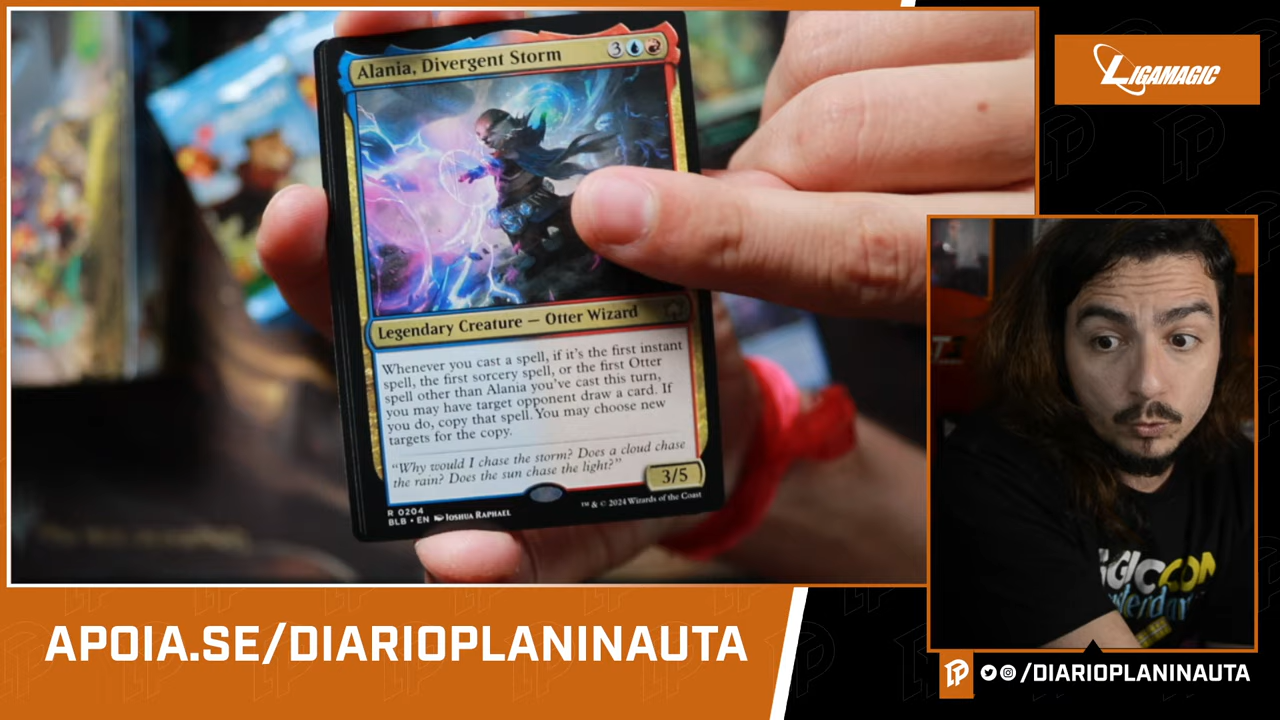 Alania, Divergent Storm
3
LIGAMAGIC
Legendary Creature — Otter Wizard
Whenever you cast a spell, if it's the first instant
spell, the first sorcery spell, or the first Otter
spell other than Alania you've cast this turn,
you may have target opponent draw a card. If
you do, copy that spell. You may choose new
targets for the copy.
"Why would I chase the storm? Does a cloud chase
the rain? Does the sun chase the light?"
3/5
R 0204
BLB • EN JOSHUA RAPHAEL
™ & © 2024 Wizards of the Coast
APOIA.SE/DIARIOPLANINAUTA
/DIARIOPLANINAUTA